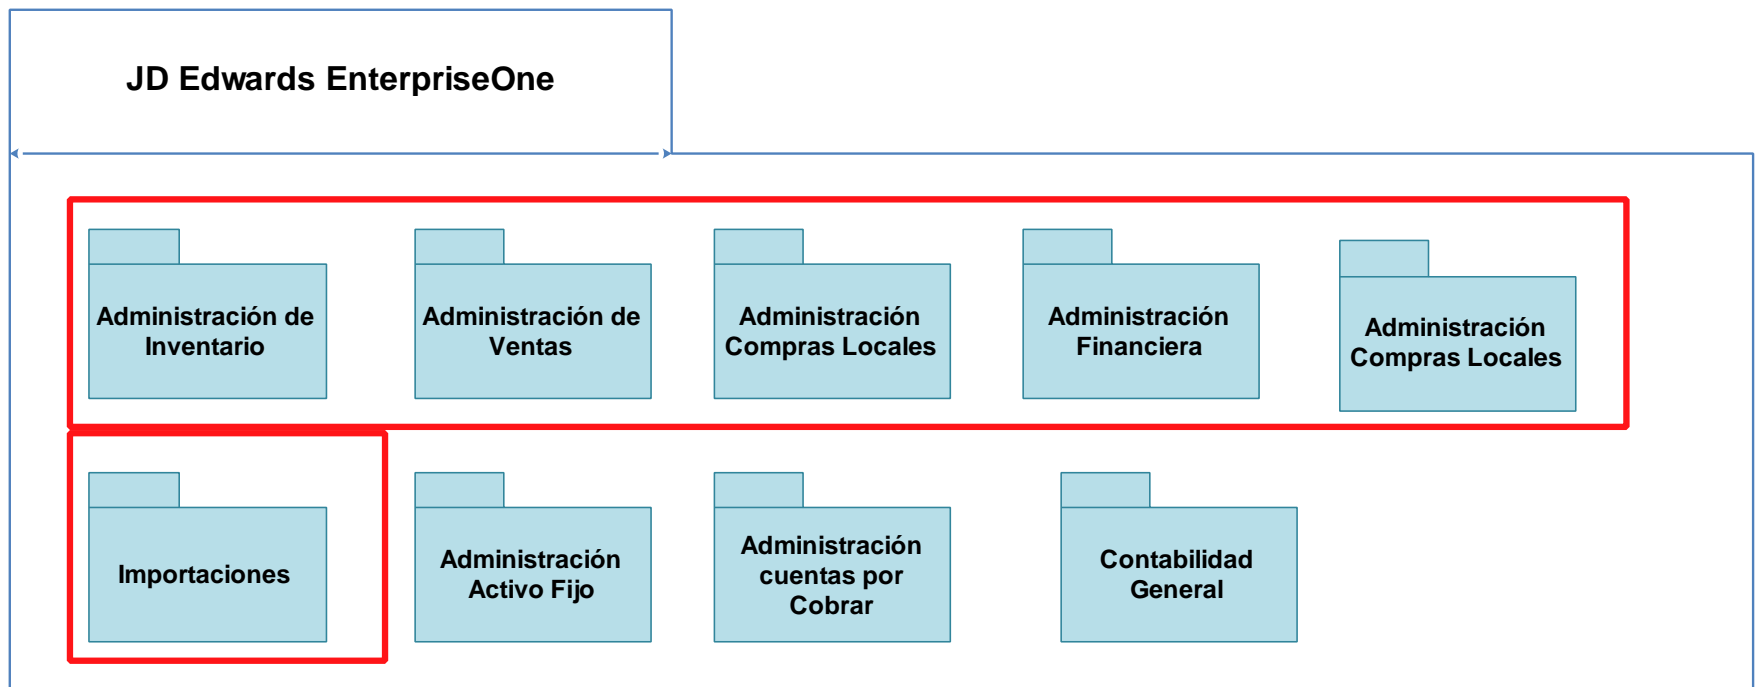 JD Edwards EnterpriseOne
Administración de
Inventario
Administración de
Ventas
Administración
Compras Locales
Administración
Financiera
Administración
Compras Locales
Importaciones
Administración
Activo Fijo
Administración
cuentas por
Cobrar
Contabilidad
General